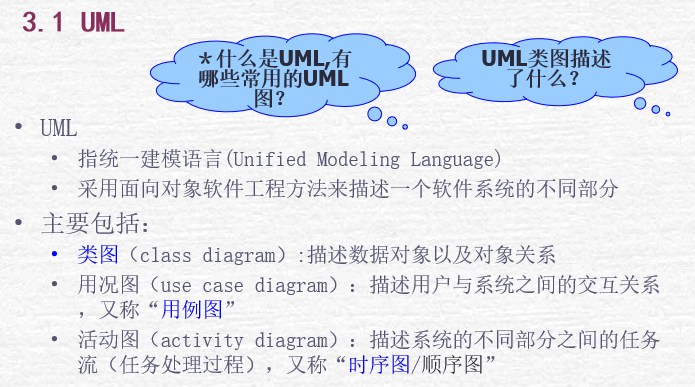 3.1 UML
＊什么是UML,有
哪些常用的UML
图？
UML类图描述
了什么？
• UML
• 指统一建模语言(Unified Modeling Language)
• 采用面向对象软件工程方法来描述一个软件系统的不同部分
• 主要包括：
• 类图（class diagram）:描述数据对象以及对象关系
• 用况图（use case diagram）：描述用户与系统之间的交互关系
，又称“用例图”
• 活动图（activity diagram）：描述系统的不同部分之间的任务
流（任务处理过程），又称“时序图/顺序图”